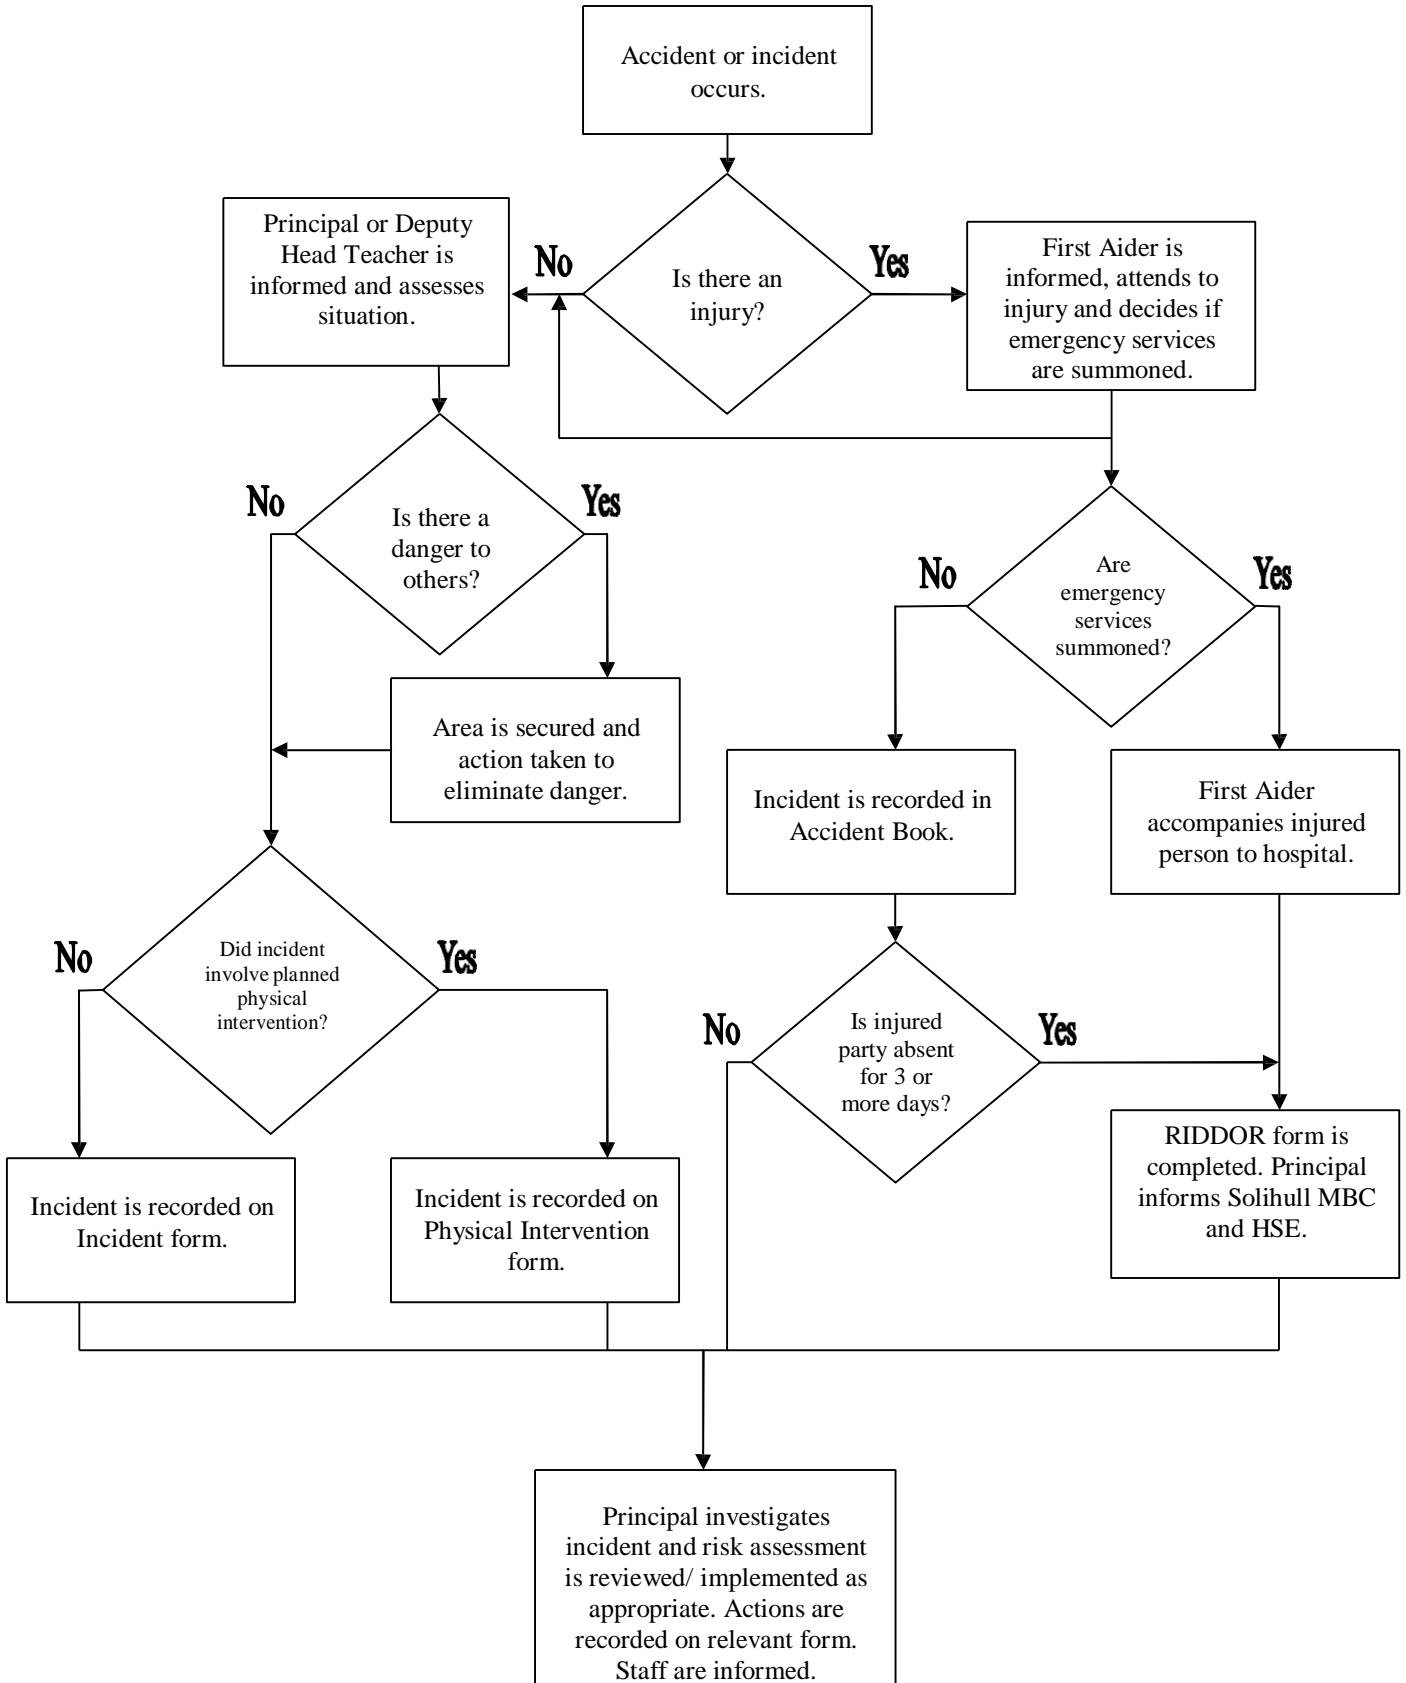 Accident or incident
occurs.
Principal or Deputy
Head Teacher is
informed and assesses
situation.
No
Is there an
injury?
Yes
First Aider is
informed, attends to
injury and decides if
emergency services
are summoned.
No
Is there a
danger to
others?
Yes
No
Are
emergency
services
summoned?
Yes
Area is secured and
action taken to
eliminate danger.
Incident is recorded in
Accident Book.
First Aider
accompanies injured
person to hospital.
No
Did incident
involve planned
physical
intervention?
Yes
No
Is injured
party absent
for 3 or
more days?
Yes
Incident is recorded on
Incident form.
Incident is recorded on
Physical Intervention
form.
RIDDOR form is
completed. Principal
informs Solihull MBC
and HSE.
Principal investigates
incident and risk assessment
is reviewed/ implemented as
appropriate. Actions are
recorded on relevant form.
Staff are informed.